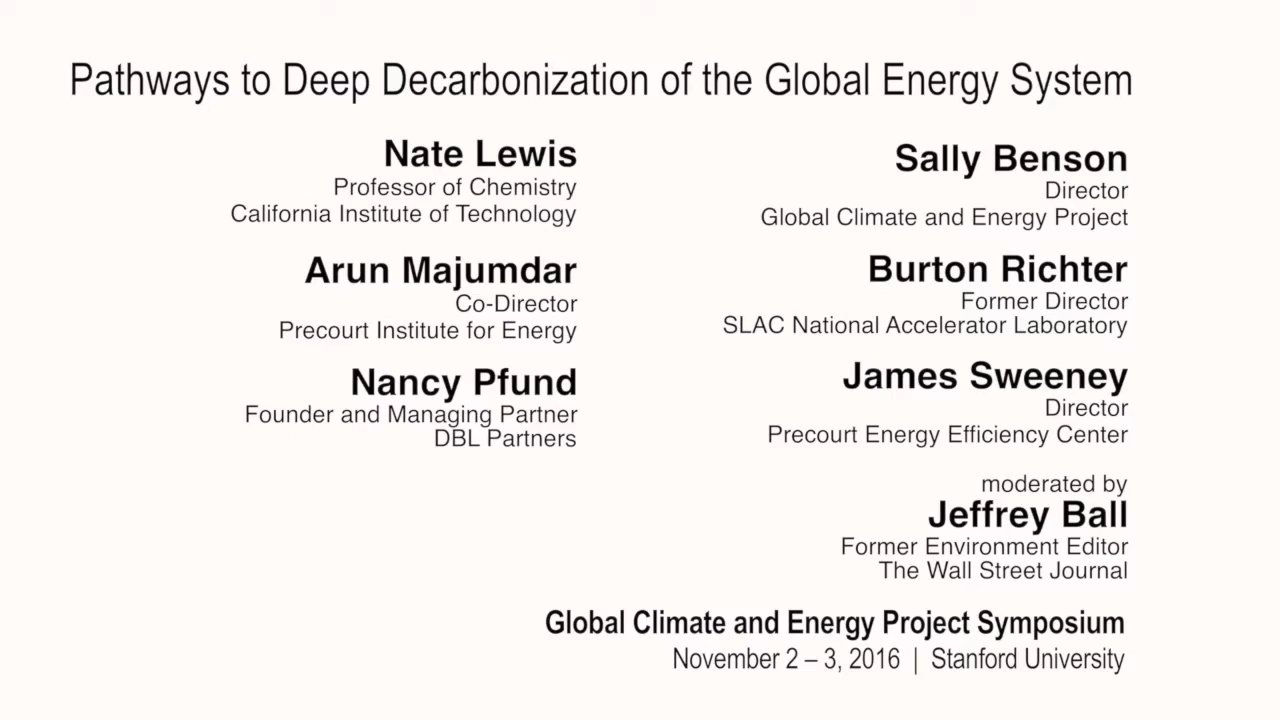 Pathways to Deep Decarbonization of the Global Energy System
Nate Lewis
Professor of Chemistry
California Institute of Technology
Arun Majumdar
Co-Director
Precourt Institute for Energy
Nancy Pfund
Founder and Managing Partner
DBL Partners
Sally Benson
Director
Global Climate and Energy Project
Burton Richter
Former Director
SLAC National Accelerator Laboratory
James Sweeney
Director
Precourt Energy Efficiency Center
moderated by
Jeffrey Ball
Former Environment Editor
The Wall Street Journal
Global Climate and Energy Project Symposium
November 2 – 3, 2016 | Stanford University